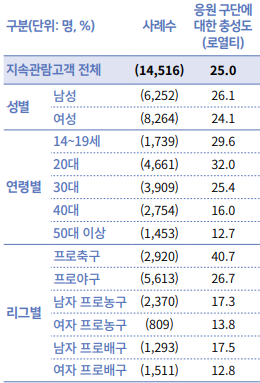 구분(단위: 명, %) 사례수 응원 구단에 대한 충성도 (로열티)
지속관람고객 전체 (14,516) 25.0
성별 남성 (6,252) 26.1
여성 (8,264) 24.1
연령별 14~19세 (1,739) 29.6
20대 (4,661) 32.0
30대 (3,909) 25.4
40대 (2,754) 16.0
50대 이상 (1,453) 12.7
리그별 프로축구 (2,920) 40.7
프로야구 (5,613) 26.7
남자 프로농구 (2,370) 17.3
여자 프로농구 (809) 13.8
남자 프로배구 (1,293) 17.5
여자 프로배구 (1,511) 12.8